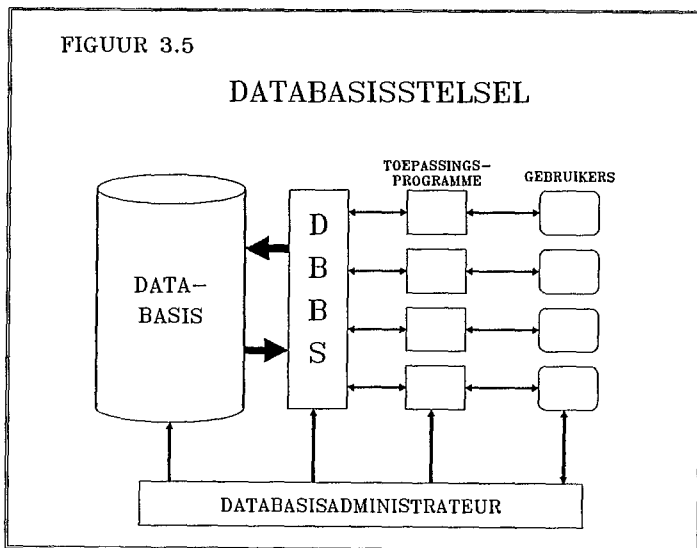 FIGUUR 3.5
DATABASISSTELSEL
TOEPASSINGS-
PROGRAMME
GEBRUIKERS
D
B
B
S
DATA-
BASIS
DATABASISADMINISTRATEUR